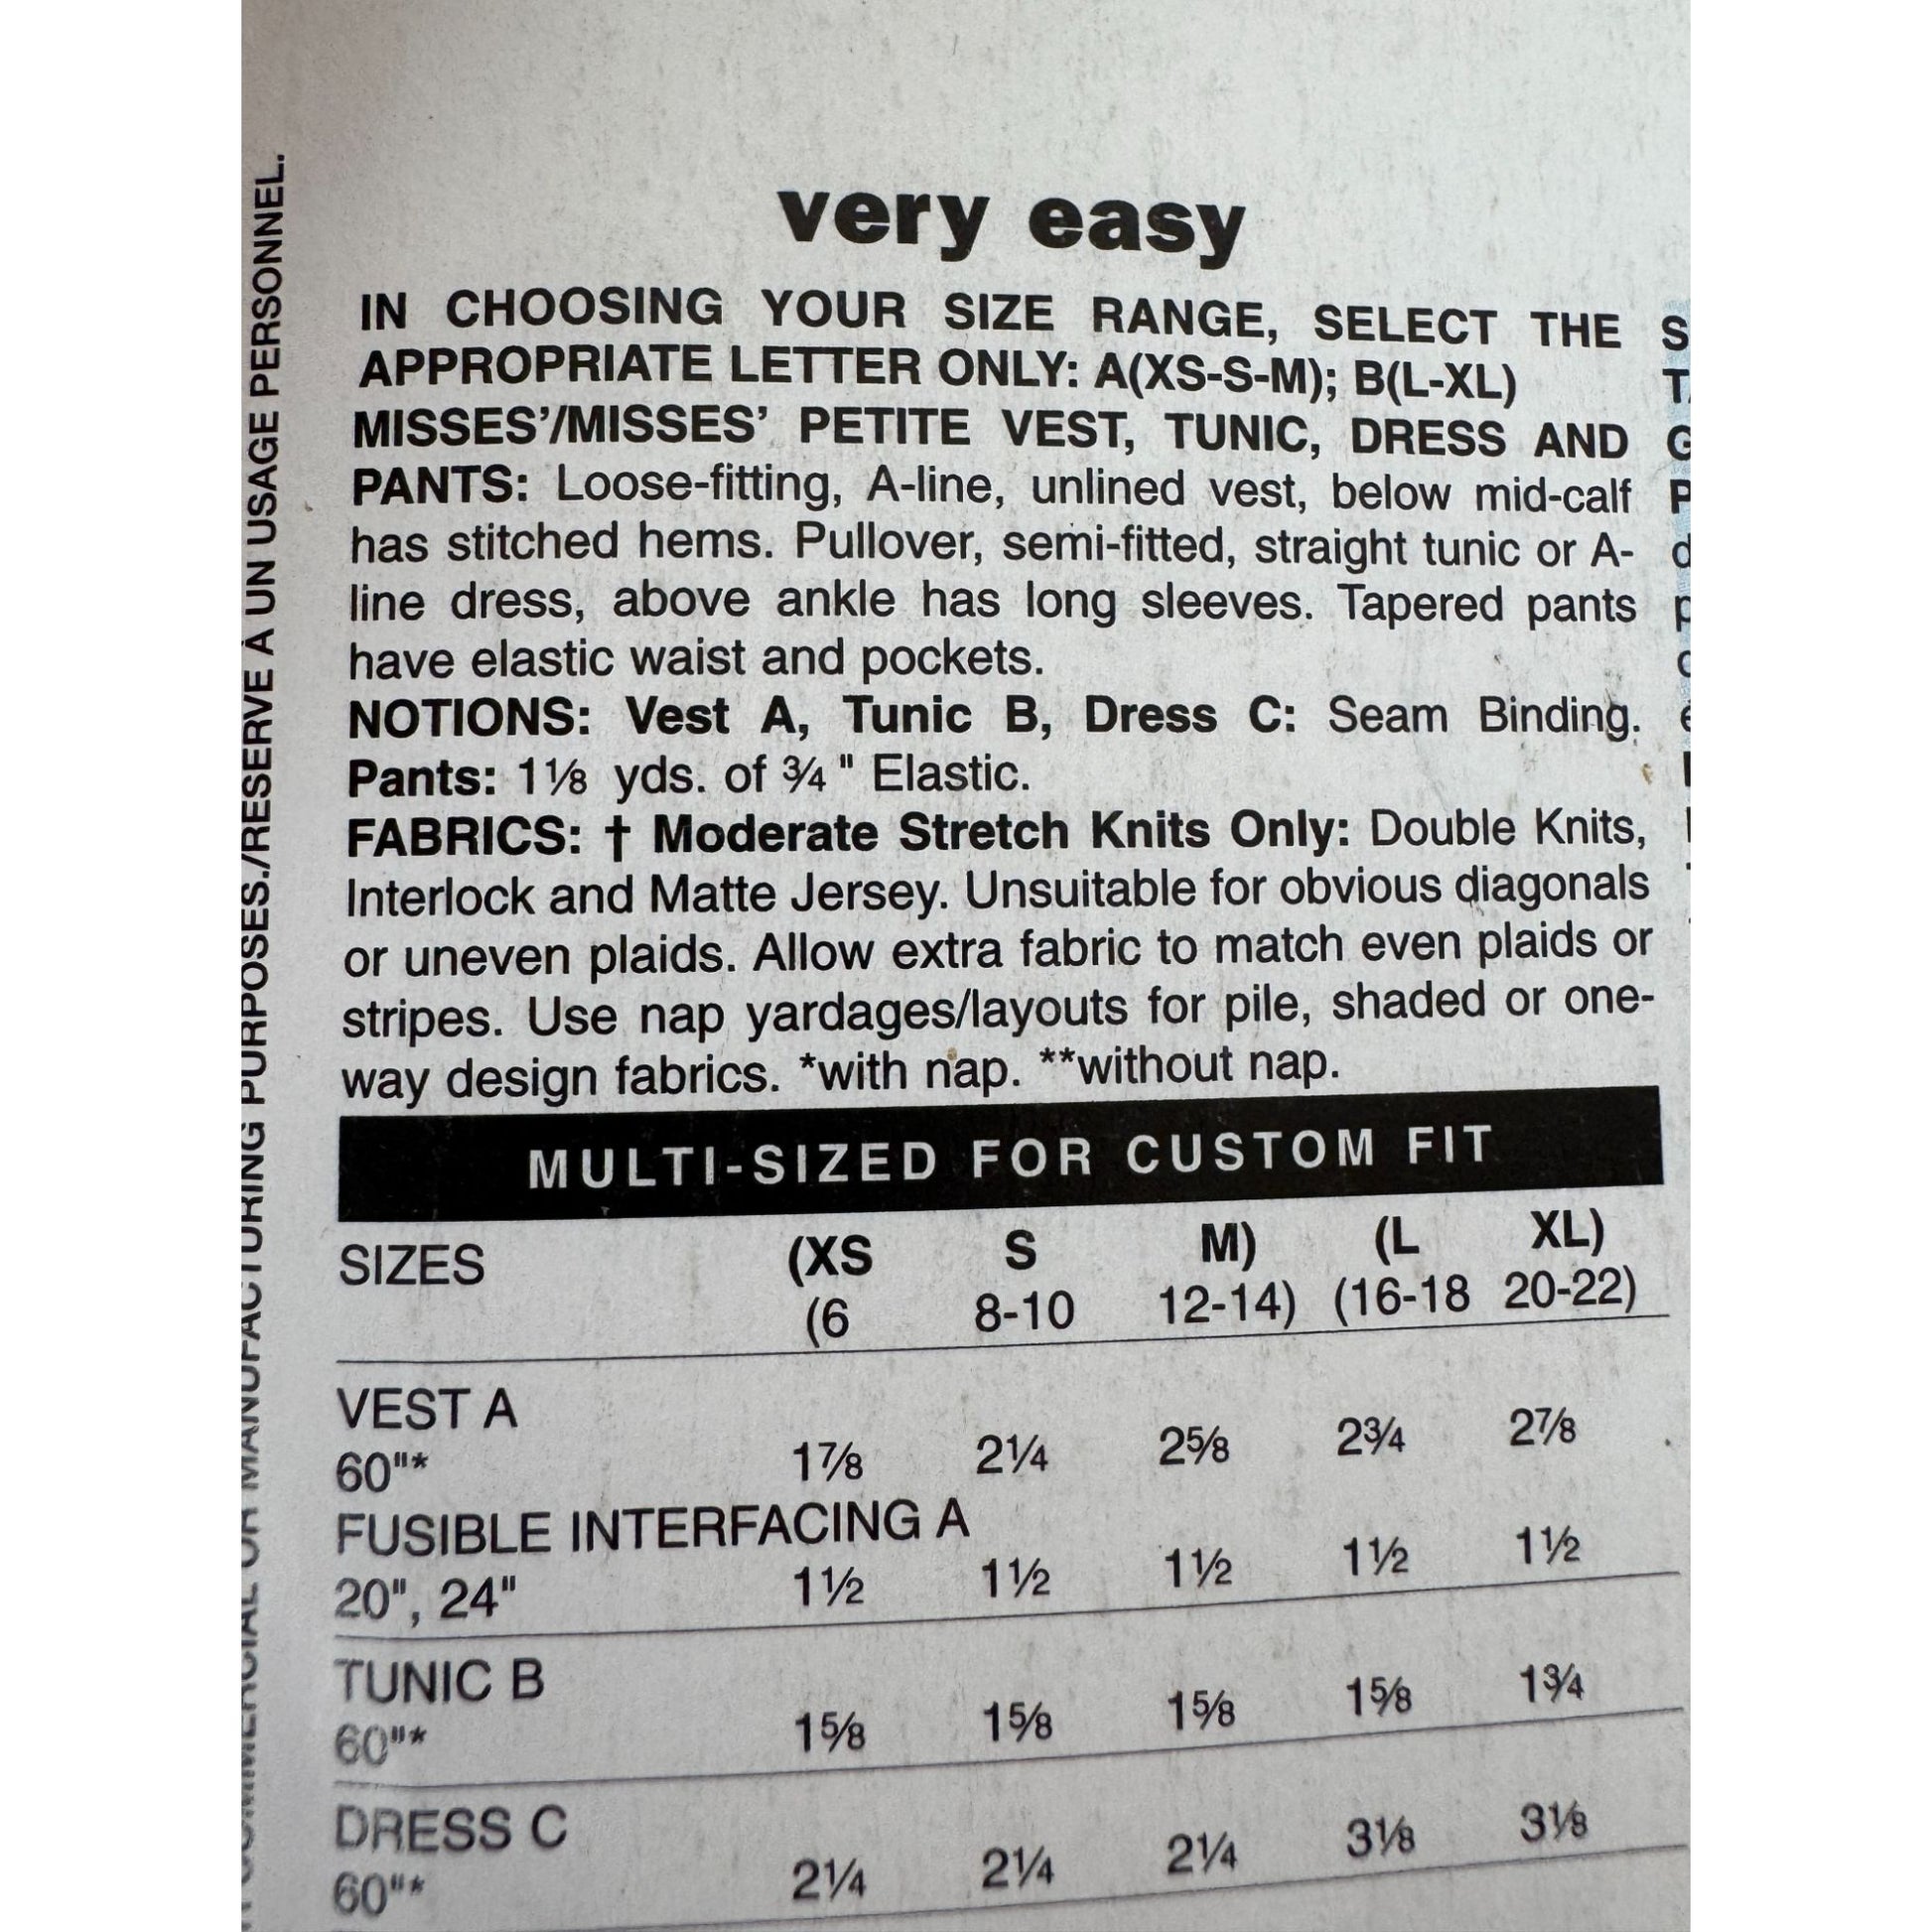 very easy
IN CHOOSING YOUR SIZE RANGE, SELECT THE
APPROPRIATE LETTER ONLY: A(XS-S-M); B(L-XL)
MISSES'/MISSES' PETITE VEST, TUNIC, DRESS AND
PANTS: Loose-fitting, A-line, unlined vest, below mid-calf
has stitched hems. Pullover, semi-fitted, straight tunic or A-
line dress, above ankle has long sleeves. Tapered pants
have elastic waist and pockets.
NOTIONS: Vest A, Tunic B, Dress C: Seam Binding.
Pants: 1⅛ yds. of ¾ " Elastic.
FABRICS: † Moderate Stretch Knits Only: Double Knits,
Interlock and Matte Jersey. Unsuitable for obvious diagonals
or uneven plaids. Allow extra fabric to match even plaids or
stripes. Use nap yardages/layouts for pile, shaded or one-
way design fabrics. *with nap. **without nap.
MULTI-SIZED FOR CUSTOM FIT
SIZES (XS S M) (L XL)
(6 8-10 12-14) (16-18 20-22)
VEST A
60"* 1⅞ 2¼ 2⅝ 2¾ 2⅞
FUSIBLE INTERFACING A
20", 24" 1½ 1½ 1½ 1½ 1½
TUNIC B
60"* 1⅝ 1⅝ 1⅝ 1⅝ 1¾
DRESS C
60"* 2¼ 2¼ 2¼ 3⅛ 3⅛
COMMERCIAL OR MANUFACTURING PURPOSES./RESERVE À UN USAGE PERSONNEL.